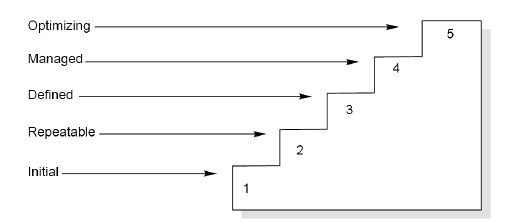 Optimizing
5
Managed
4
Defined
3
Repeatable
2
Initial
1